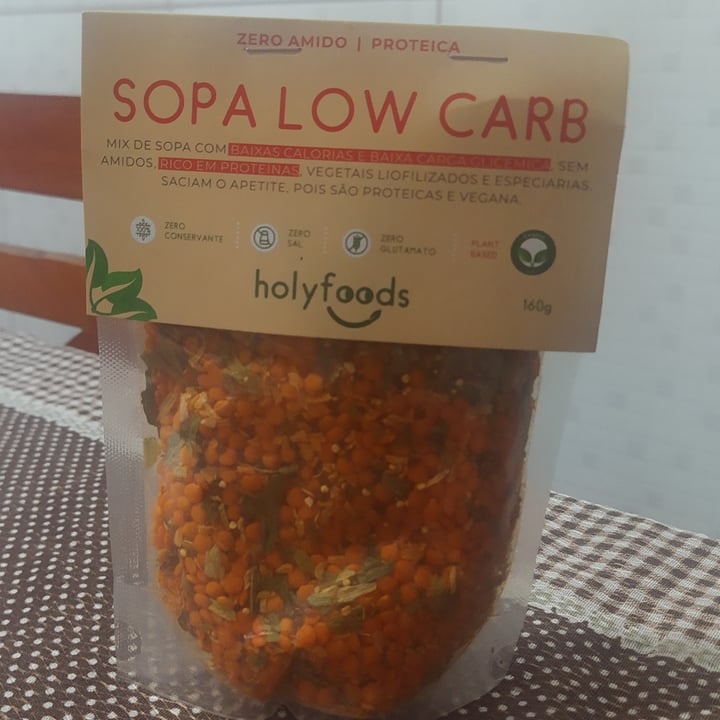 ZERO AMIDO | PROTEICA
SOPA LOW CARB
MIX DE SOPA COM BAIXAS CALORIAS E BAIXA CARGA GLICÊMICA, SEM
AMIDOS, RICO EM PROTEÍNAS, VEGETAIS LIOFILIZADOS E ESPECIARIAS.
SACIAM O APETITE, POIS SÃO PROTEICAS E VEGANA.
ZERO
CONSERVANTE
ZERO
SAL
ZERO
GLUTAMATO
PLANT
BASED
holyfoods
160g